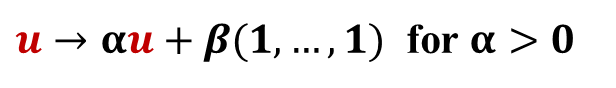 u → αu + β(1, ..., 1) for α > 0